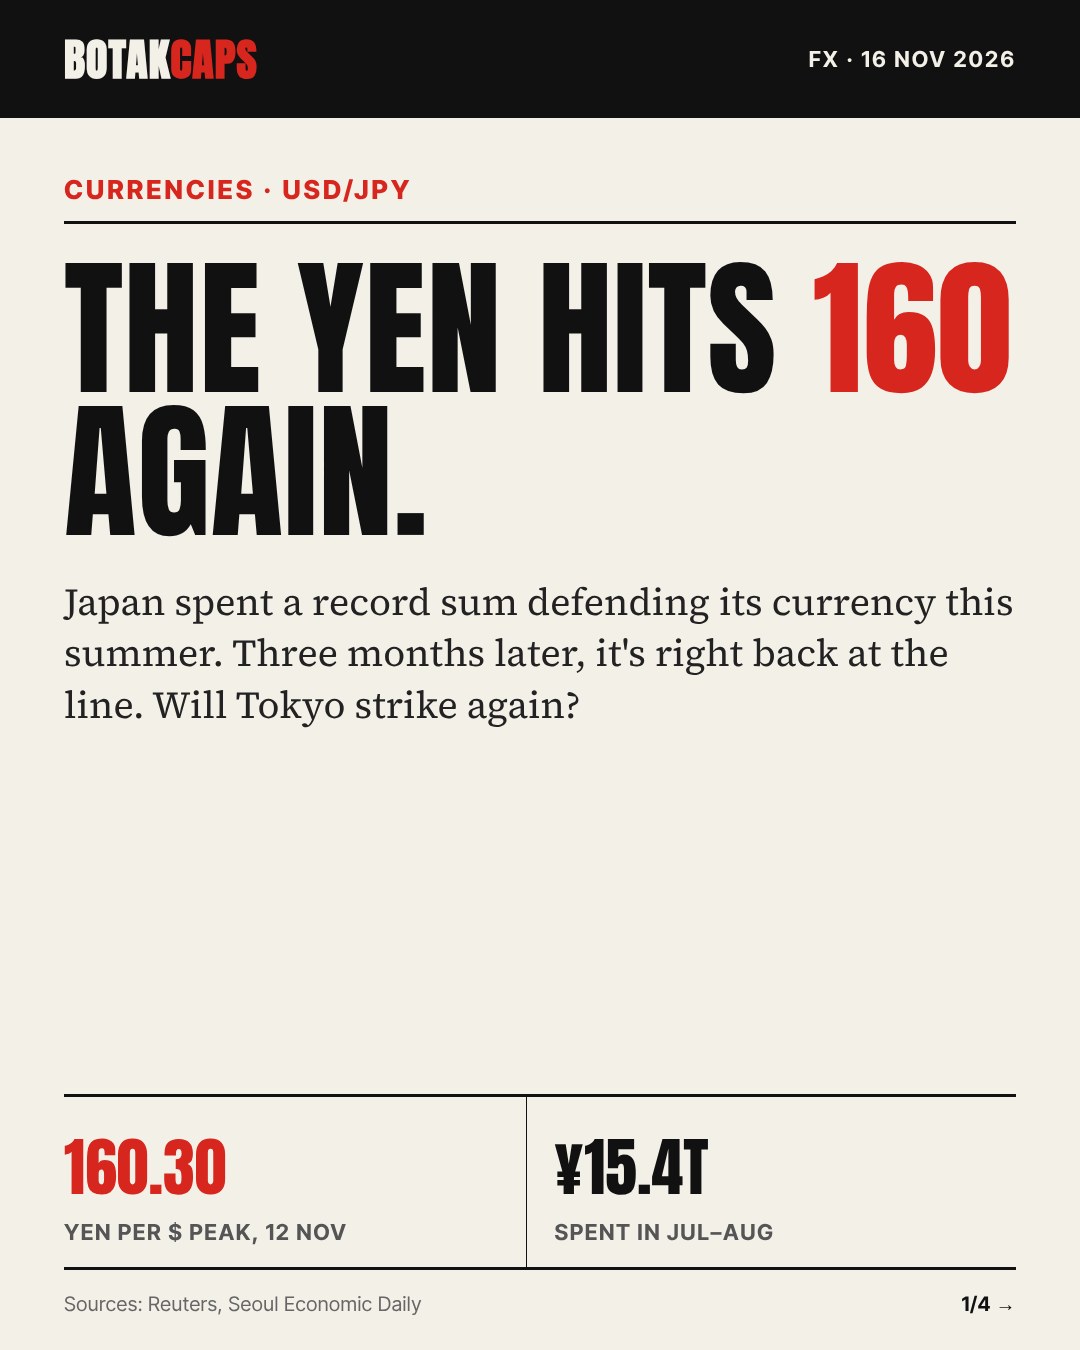 BOTAKCAPS
FX · 16 NOV 2026
CURRENCIES · USD/JPY
THE YEN HITS 160
AGAIN.
Japan spent a record sum defending its currency this
summer. Three months later, it's right back at the
line. Will Tokyo strike again?
160.30
YEN PER $ PEAK, 12 NOV
¥15.4T
SPENT IN JUL–AUG
Sources: Reuters, Seoul Economic Daily
1/4 →